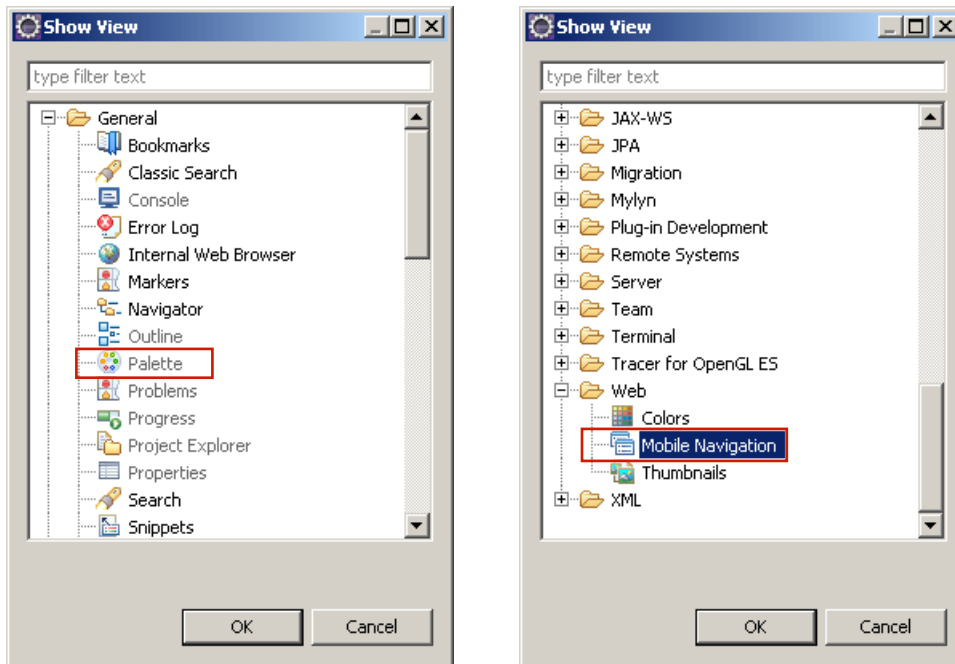 Show View
type filter text
General
Bookmarks
Classic Search
Console
Error Log
Internal Web Browser
Markers
Navigator
Outline
Palette
Problems
Progress
Project Explorer
Properties
Search
Snippets
OK
Cancel
Show View
type filter text
JAX-WS
JPA
Migration
Mylyn
Plug-in Development
Remote Systems
Server
Team
Terminal
Tracer for OpenGL ES
Web
Colors
Mobile Navigation
Thumbnails
XML
OK
Cancel